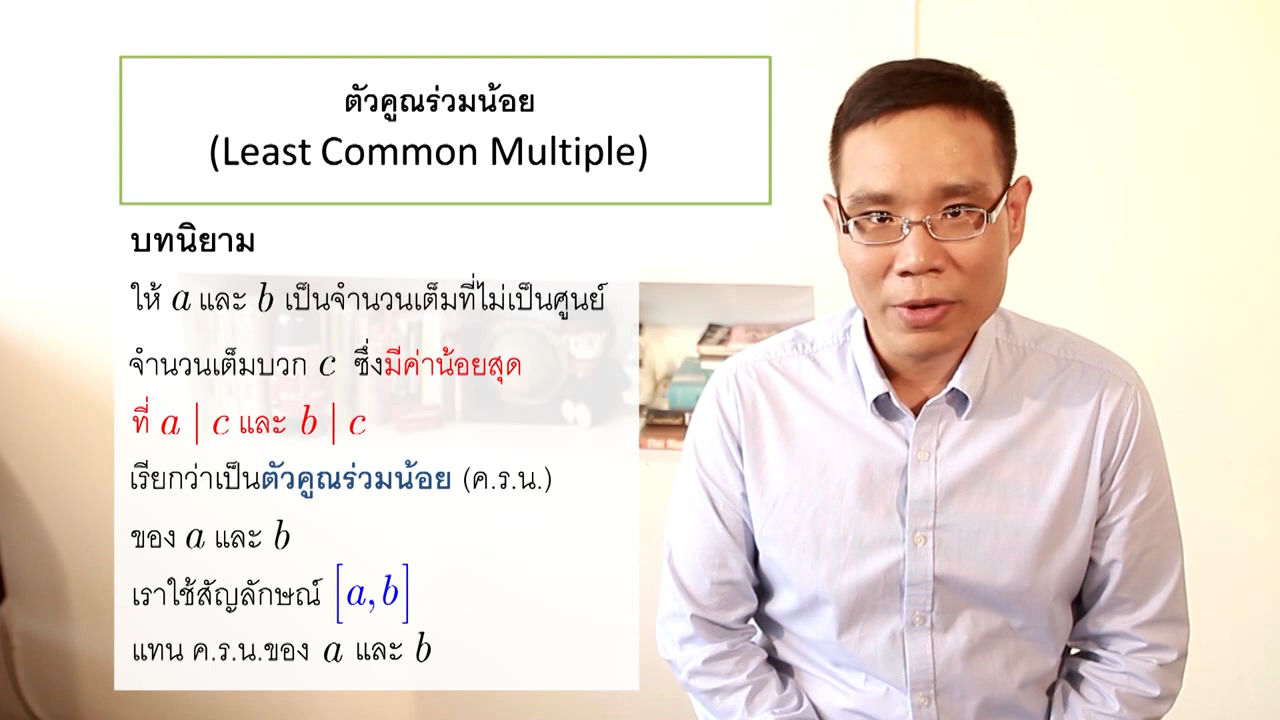 ตัวคูณร่วมน้อย
(Least Common Multiple)
บทนิยาม
ให้ a และ b เป็นจำนวนเต็มที่ไม่เป็นศูนย์
จำนวนเต็มบวก c ซึ่งมีค่าน้อยสุด
ที่ a | c และ b | c
เรียกว่าเป็นตัวคูณร่วมน้อย (ค.ร.น.)
ของ a และ b
เราใช้สัญลักษณ์ [a, b]
แทน ค.ร.น.ของ a และ b